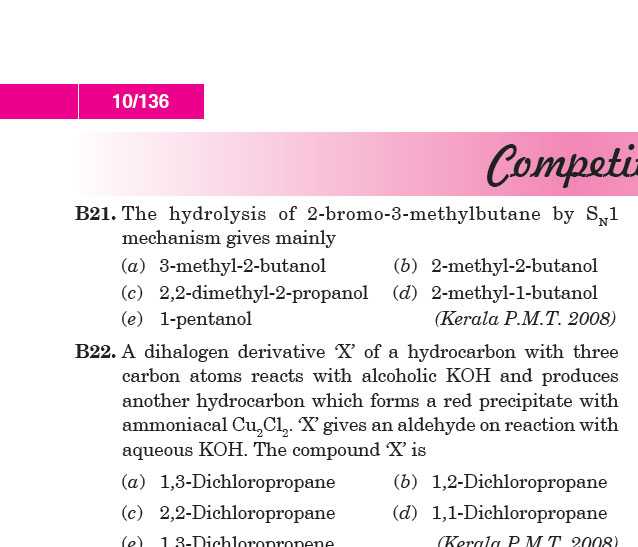 10/136
Competi
B21. The hydrolysis of 2-bromo-3-methylbutane by S_N1
mechanism gives mainly
(a) 3-methyl-2-butanol (b) 2-methyl-2-butanol
(c) 2,2-dimethyl-2-propanol (d) 2-methyl-1-butanol
(e) 1-pentanol (Kerala P.M.T. 2008)
B22. A dihalogen derivative ‘X’ of a hydrocarbon with three
carbon atoms reacts with alcoholic KOH and produces
another hydrocarbon which forms a red precipitate with
ammoniacal Cu₂Cl₂. ‘X’ gives an aldehyde on reaction with
aqueous KOH. The compound ‘X’ is
(a) 1,3-Dichloropropane (b) 1,2-Dichloropropane
(c) 2,2-Dichloropropane (d) 1,1-Dichloropropane
(e) 1,3-Dichloropropene (Kerala P.M.T. 2008)